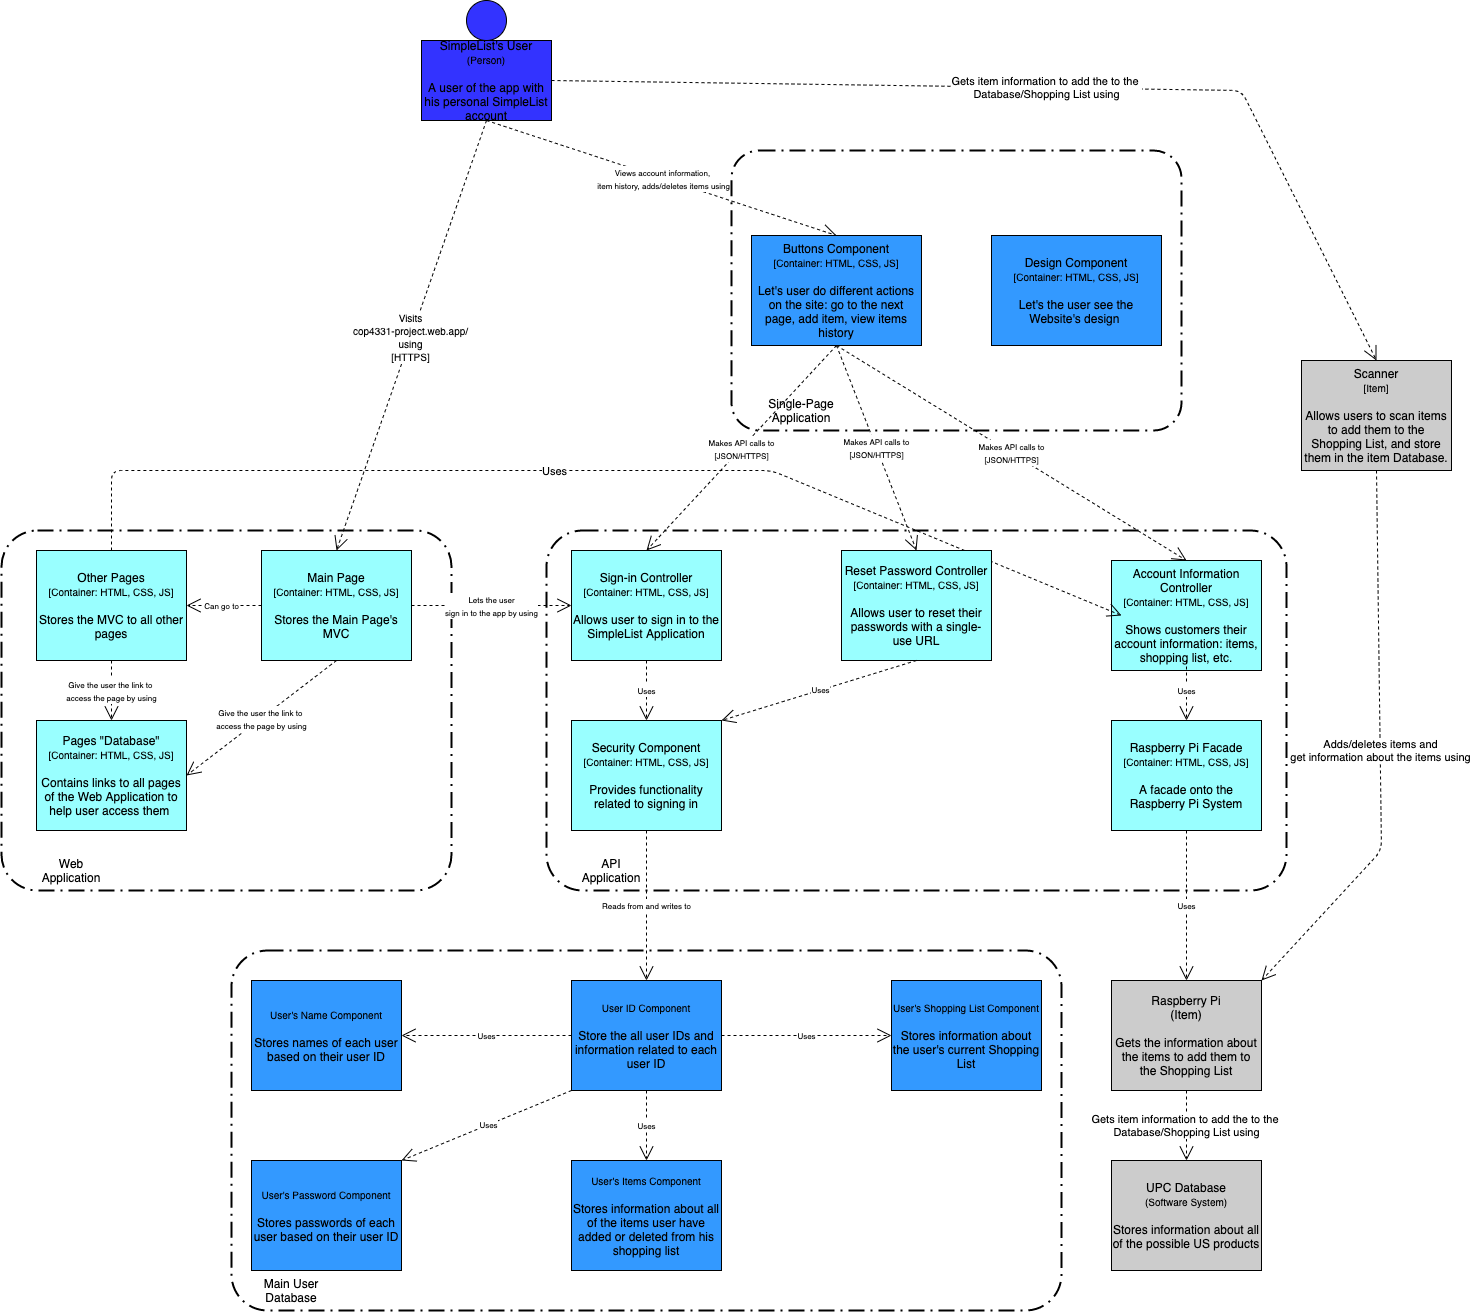 SimpleList's User
(Person)
A user of the app with
his personal SimpleList
account
Gets item information to add the to the
Database/Shopping List using
Views account information,
item history, adds/deletes items using
Buttons Component
[Container: HTML, CSS, JS]
Let's user do different actions
on the site: go to the next
page, add item, view items
history
Design Component
[Container: HTML, CSS, JS]
Let's the user see the
Website's design
Single-Page
Application
Visits
cop4331-project.web.app/
using
[HTTPS]
Scanner
[Item]
Allows users to scan items
to add them to the
Shopping List, and store
them in the item Database.
Makes API calls to
[JSON/HTTPS]
Makes API calls to
[JSON/HTTPS]
Makes API calls to
[JSON/HTTPS]
Uses
Other Pages
[Container: HTML, CSS, JS]
Stores the MVC to all other
pages
Can go to
Main Page
[Container: HTML, CSS, JS]
Stores the Main Page's
MVC
Lets the user
sign in to the app by using
Sign-in Controller
[Container: HTML, CSS, JS]
Allows user to sign in to the
SimpleList Application
Reset Password Controller
[Container: HTML, CSS, JS]
Allows user to reset their
passwords with a single-
use URL
Account Information
Controller
[Container: HTML, CSS, JS]
Shows customers their
account information: items,
shopping list, etc.
Give the user the link to
access the page by using
Give the user the link to
access the page by using
Uses
Uses
Uses
Pages "Database"
[Container: HTML, CSS, JS]
Contains links to all pages
of the Web Application to
help user access them
Security Component
[Container: HTML, CSS, JS]
Provides functionality
related to signing in
Raspberry Pi Facade
[Container: HTML, CSS, JS]
A facade onto the
Raspberry Pi System
Adds/deletes items and
get information about the items using
Web
Application
API
Application
Reads from and writes to
Uses
User's Name Component
Stores names of each user
based on their user ID
Uses
User ID Component
Store the all user IDs and
information related to each
user ID
Uses
User's Shopping List Component
Stores information about
the user's current Shopping
List
Raspberry Pi
(Item)
Gets the information about
the items to add them to
the Shopping List
Uses
Uses
Gets item information to add the to the
Database/Shopping List using
User's Password Component
Stores passwords of each
user based on their user ID
User's Items Component
Stores information about all
of the items user have
added or deleted from his
shopping list
UPC Database
(Software System)
Stores information about all
of the possible US products
Main User
Database